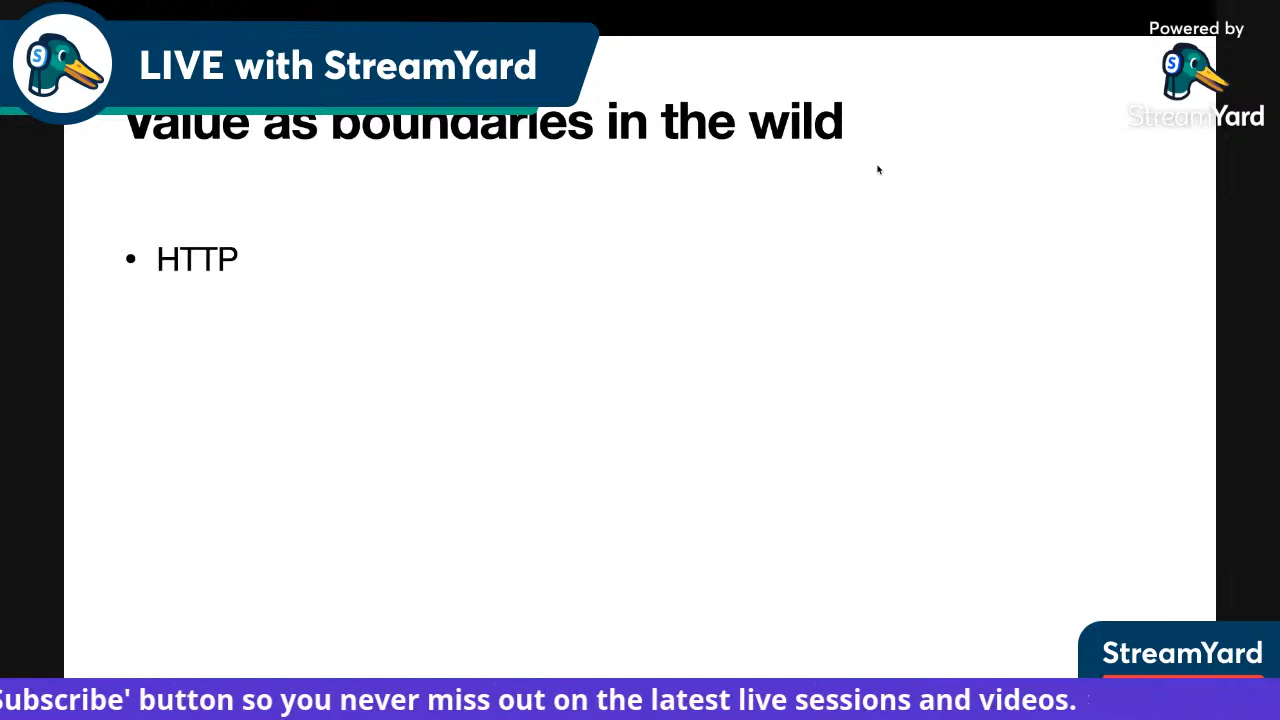 Powered by
LIVE with StreamYard
StreamYard
Value as boundaries in the wild
• HTTP
StreamYard
Subscribe' button so you never miss out on the latest live sessions and videos.